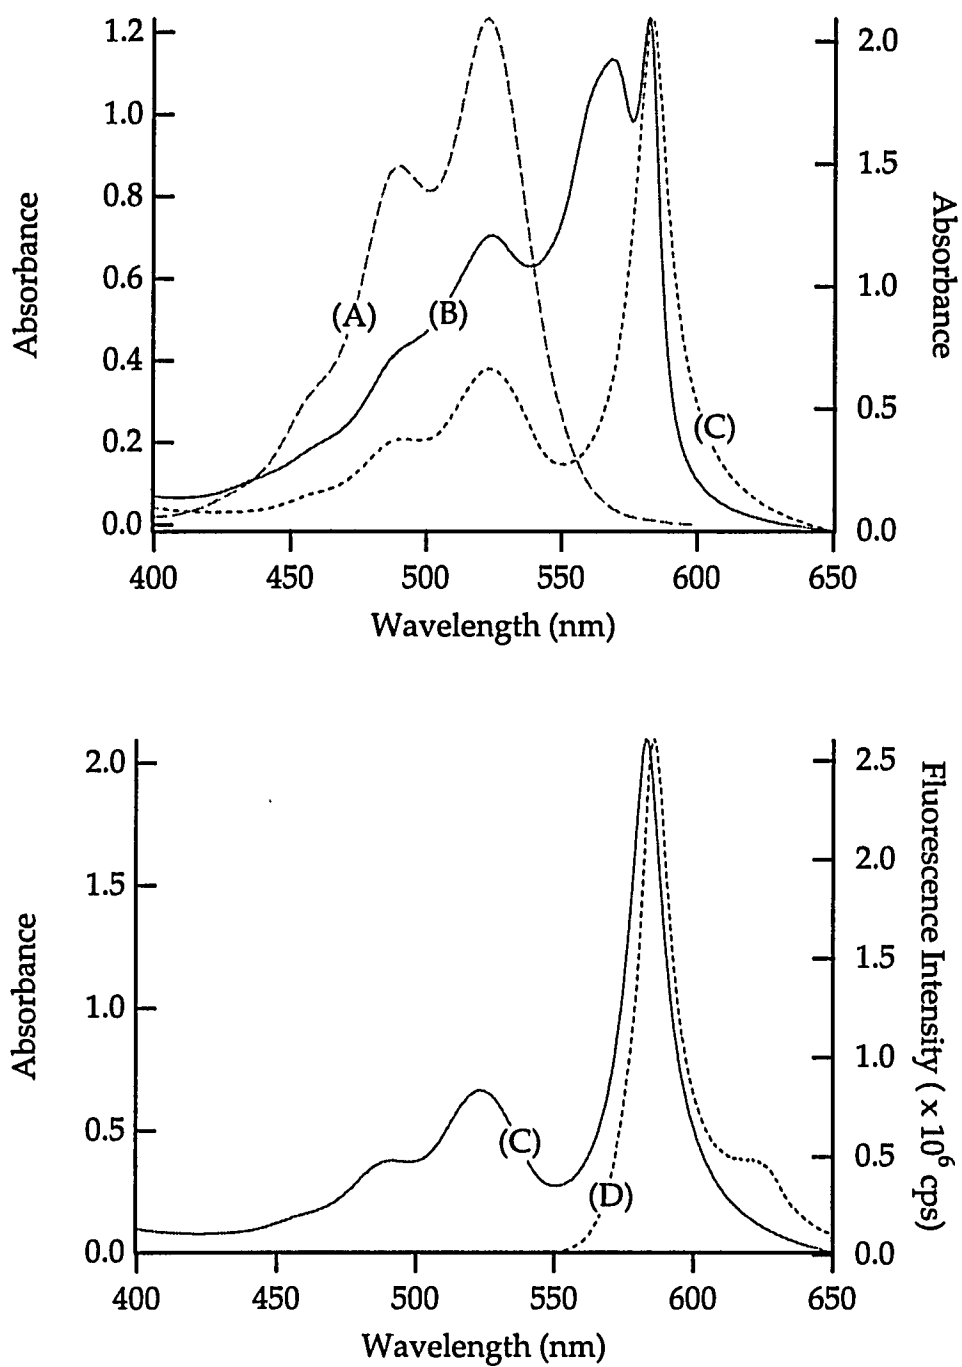 1.2
1.0
0.8
0.6
0.4
0.2
0.0
Absorbance
2.0
1.5
1.0
0.5
0.0
Absorbance
(A)
(B)
(C)
400 450 500 550 600 650
Wavelength (nm)
2.0
1.5
1.0
0.5
0.0
Absorbance
2.5
2.0
1.5
1.0
0.5
0.0
Fluorescence Intensity ( x 10⁶ cps)
(C)
(D)
400 450 500 550 600 650
Wavelength (nm)